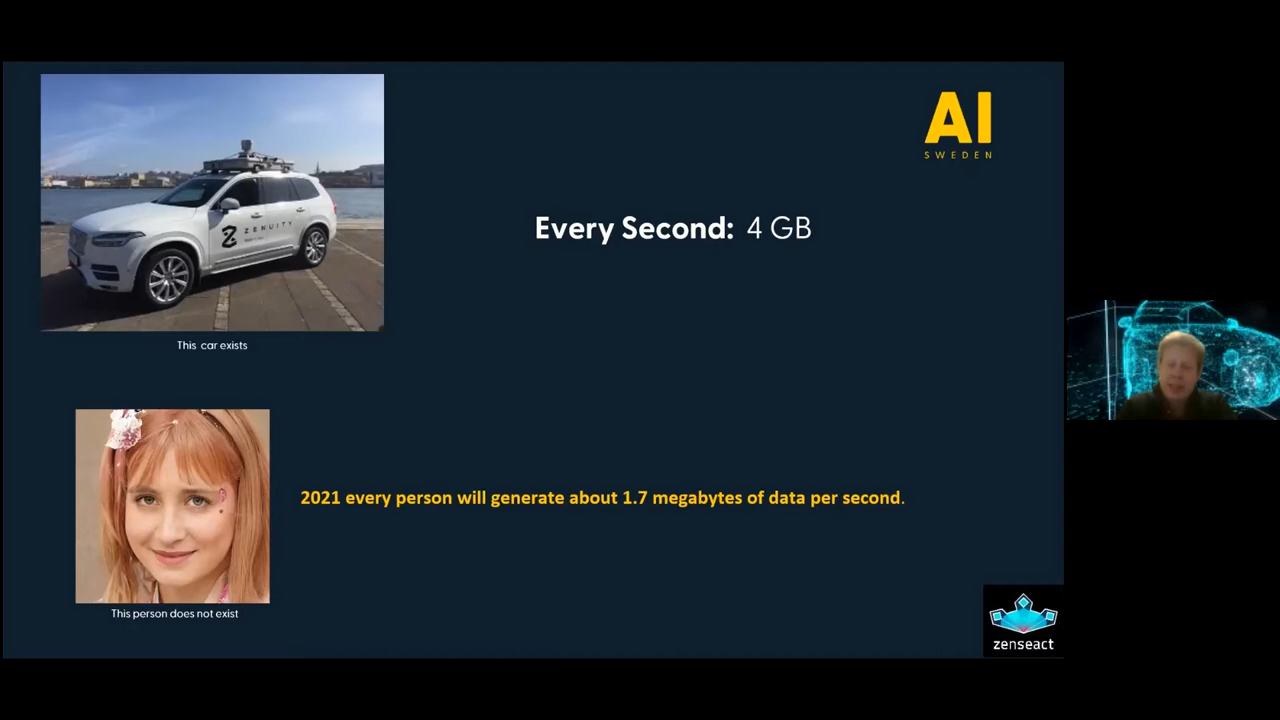 AI
SWEDEN
ZENUITY
Every Second: 4 GB
This car exists
2021 every person will generate about 1.7 megabytes of data per second.
This person does not exist
zenseact